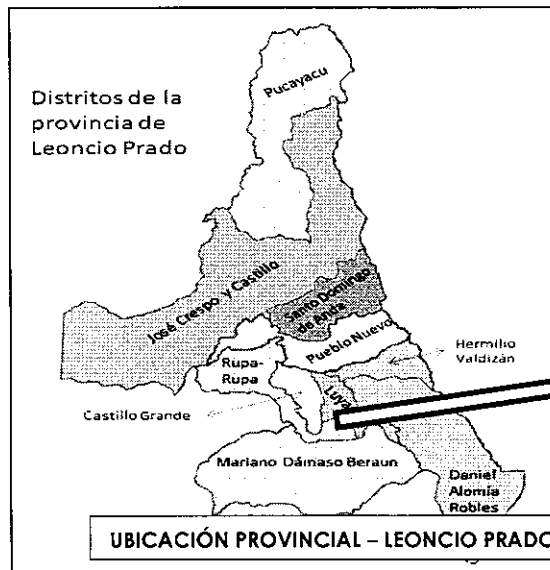 Distritos de la
provincia de
Leoncio Prado
Pucayacu
José Crespo y Castillo
Santo Domingo
de Anda
Pueblo Nuevo
Hermilio
Valdizán
Rupa-
Rupa
Castillo Grande
Mariano Dámaso Beraun
Daniel
Alomía
Robles
UBICACIÓN PROVINCIAL – LEONCIO PRADO